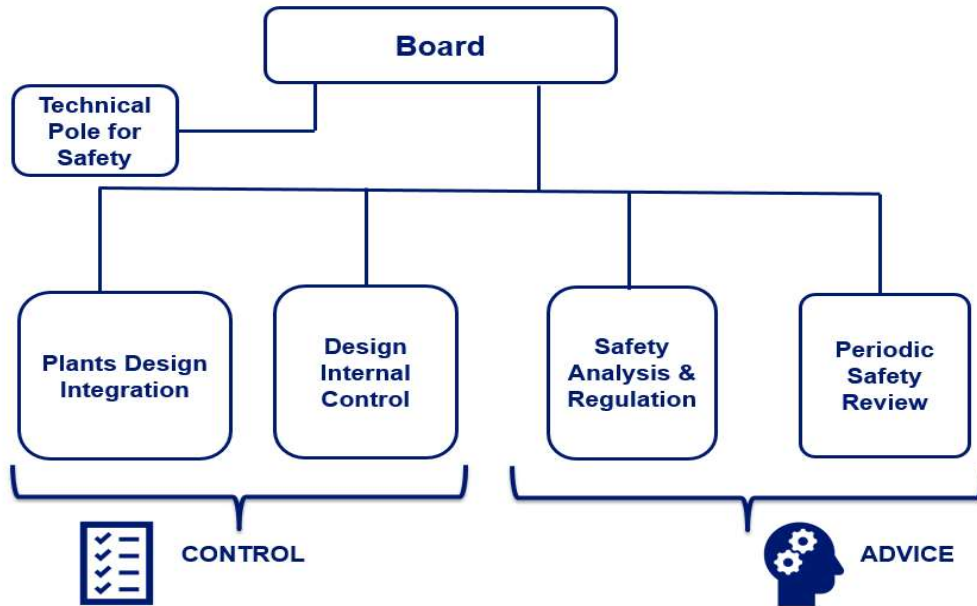 Board
Technical
Pole for
Safety
Plants Design
Integration
Design
Internal
Control
Safety
Analysis &
Regulation
Periodic
Safety
Review
CONTROL
ADVICE